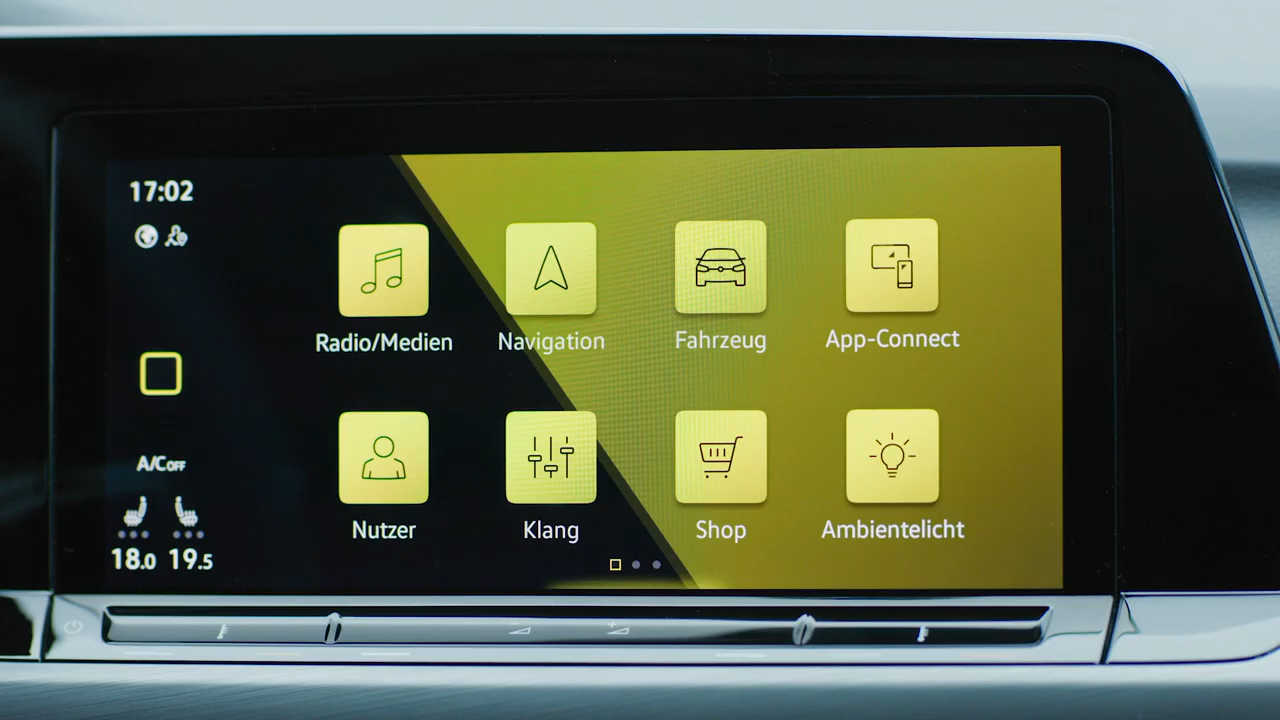 17:02
Radio/Medien
Navigation
Fahrzeug
App-Connect
A/C OFF
Nutzer
Klang
Shop
Ambientelicht
18.0 19.5